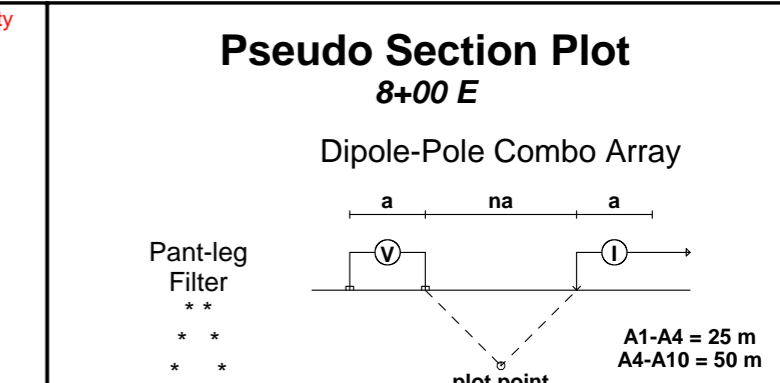 ty
Pseudo Section Plot
8+00 E
Dipole-Pole Combo Array
a na a
V I
Pant-leg
Filter
* *
* *
* *
A1-A4 = 25 m
A4-A10 = 50 m
plot point